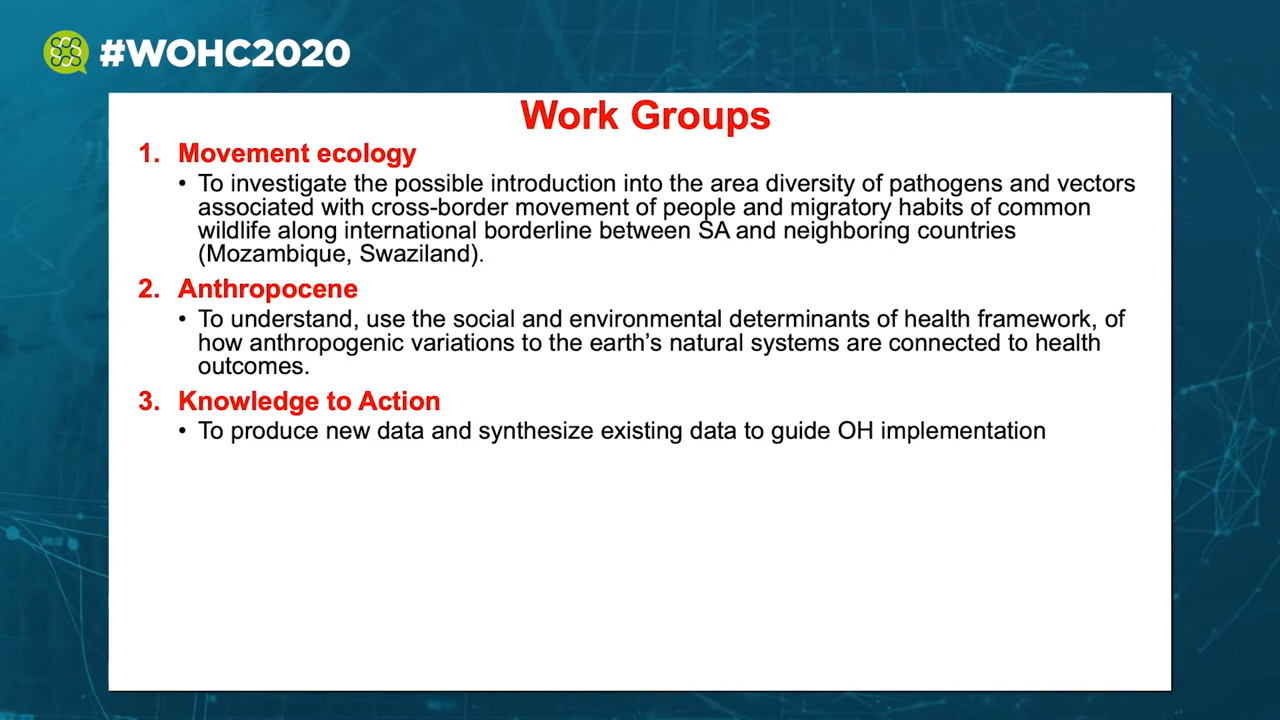 #WOHC2020
Work Groups
1. Movement ecology
• To investigate the possible introduction into the area diversity of pathogens and vectors
associated with cross-border movement of people and migratory habits of common
wildlife along international borderline between SA and neighboring countries
(Mozambique, Swaziland).
2. Anthropocene
• To understand, use the social and environmental determinants of health framework, of
how anthropogenic variations to the earth’s natural systems are connected to health
outcomes.
3. Knowledge to Action
• To produce new data and synthesize existing data to guide OH implementation